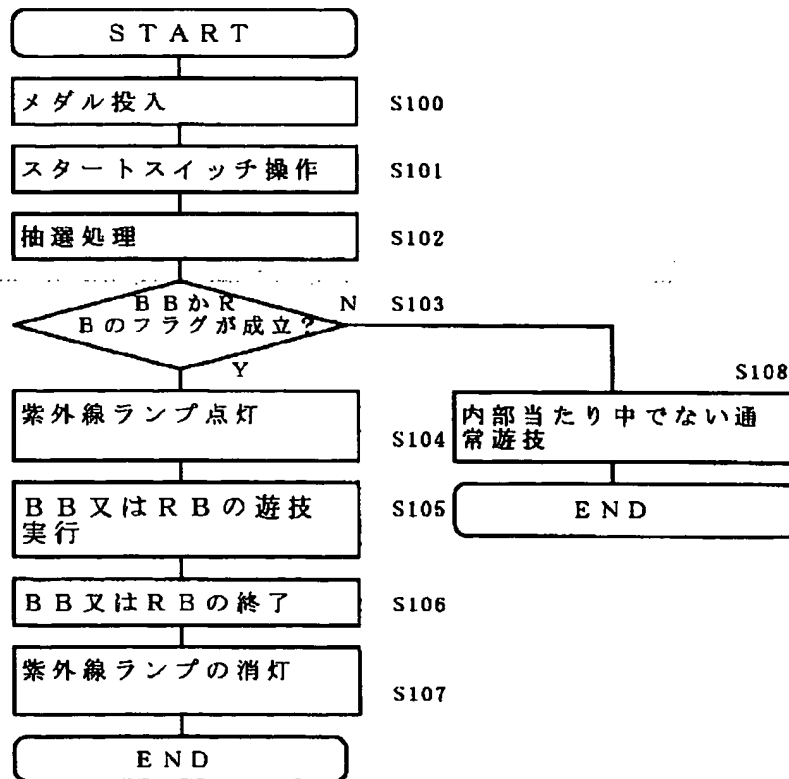 START
メダル投入
S100
スタートスイッチ操作
S101
抽選処理
S102
BBかR
Bのフラグが成立?
N
S103
Y
S108
紫外線ランプ点灯
S104
内部当たり中でない通
常遊技
BB又はRBの遊技
実行
S105
END
BB又はRBの終了
S106
紫外線ランプの消灯
S107
END